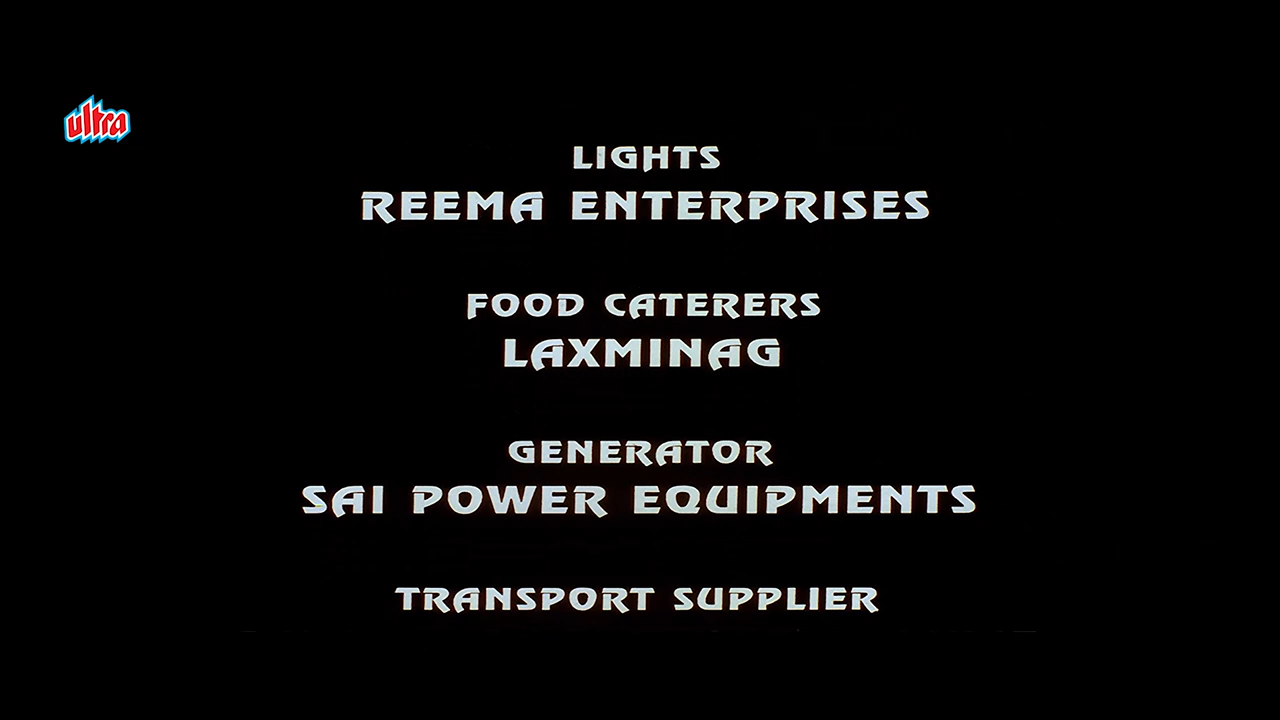 ultra
LIGHTS
REEMA ENTERPRISES
FOOD CATERERS
LAXMINAG
GENERATOR
SAI POWER EQUIPMENTS
TRANSPORT SUPPLIER